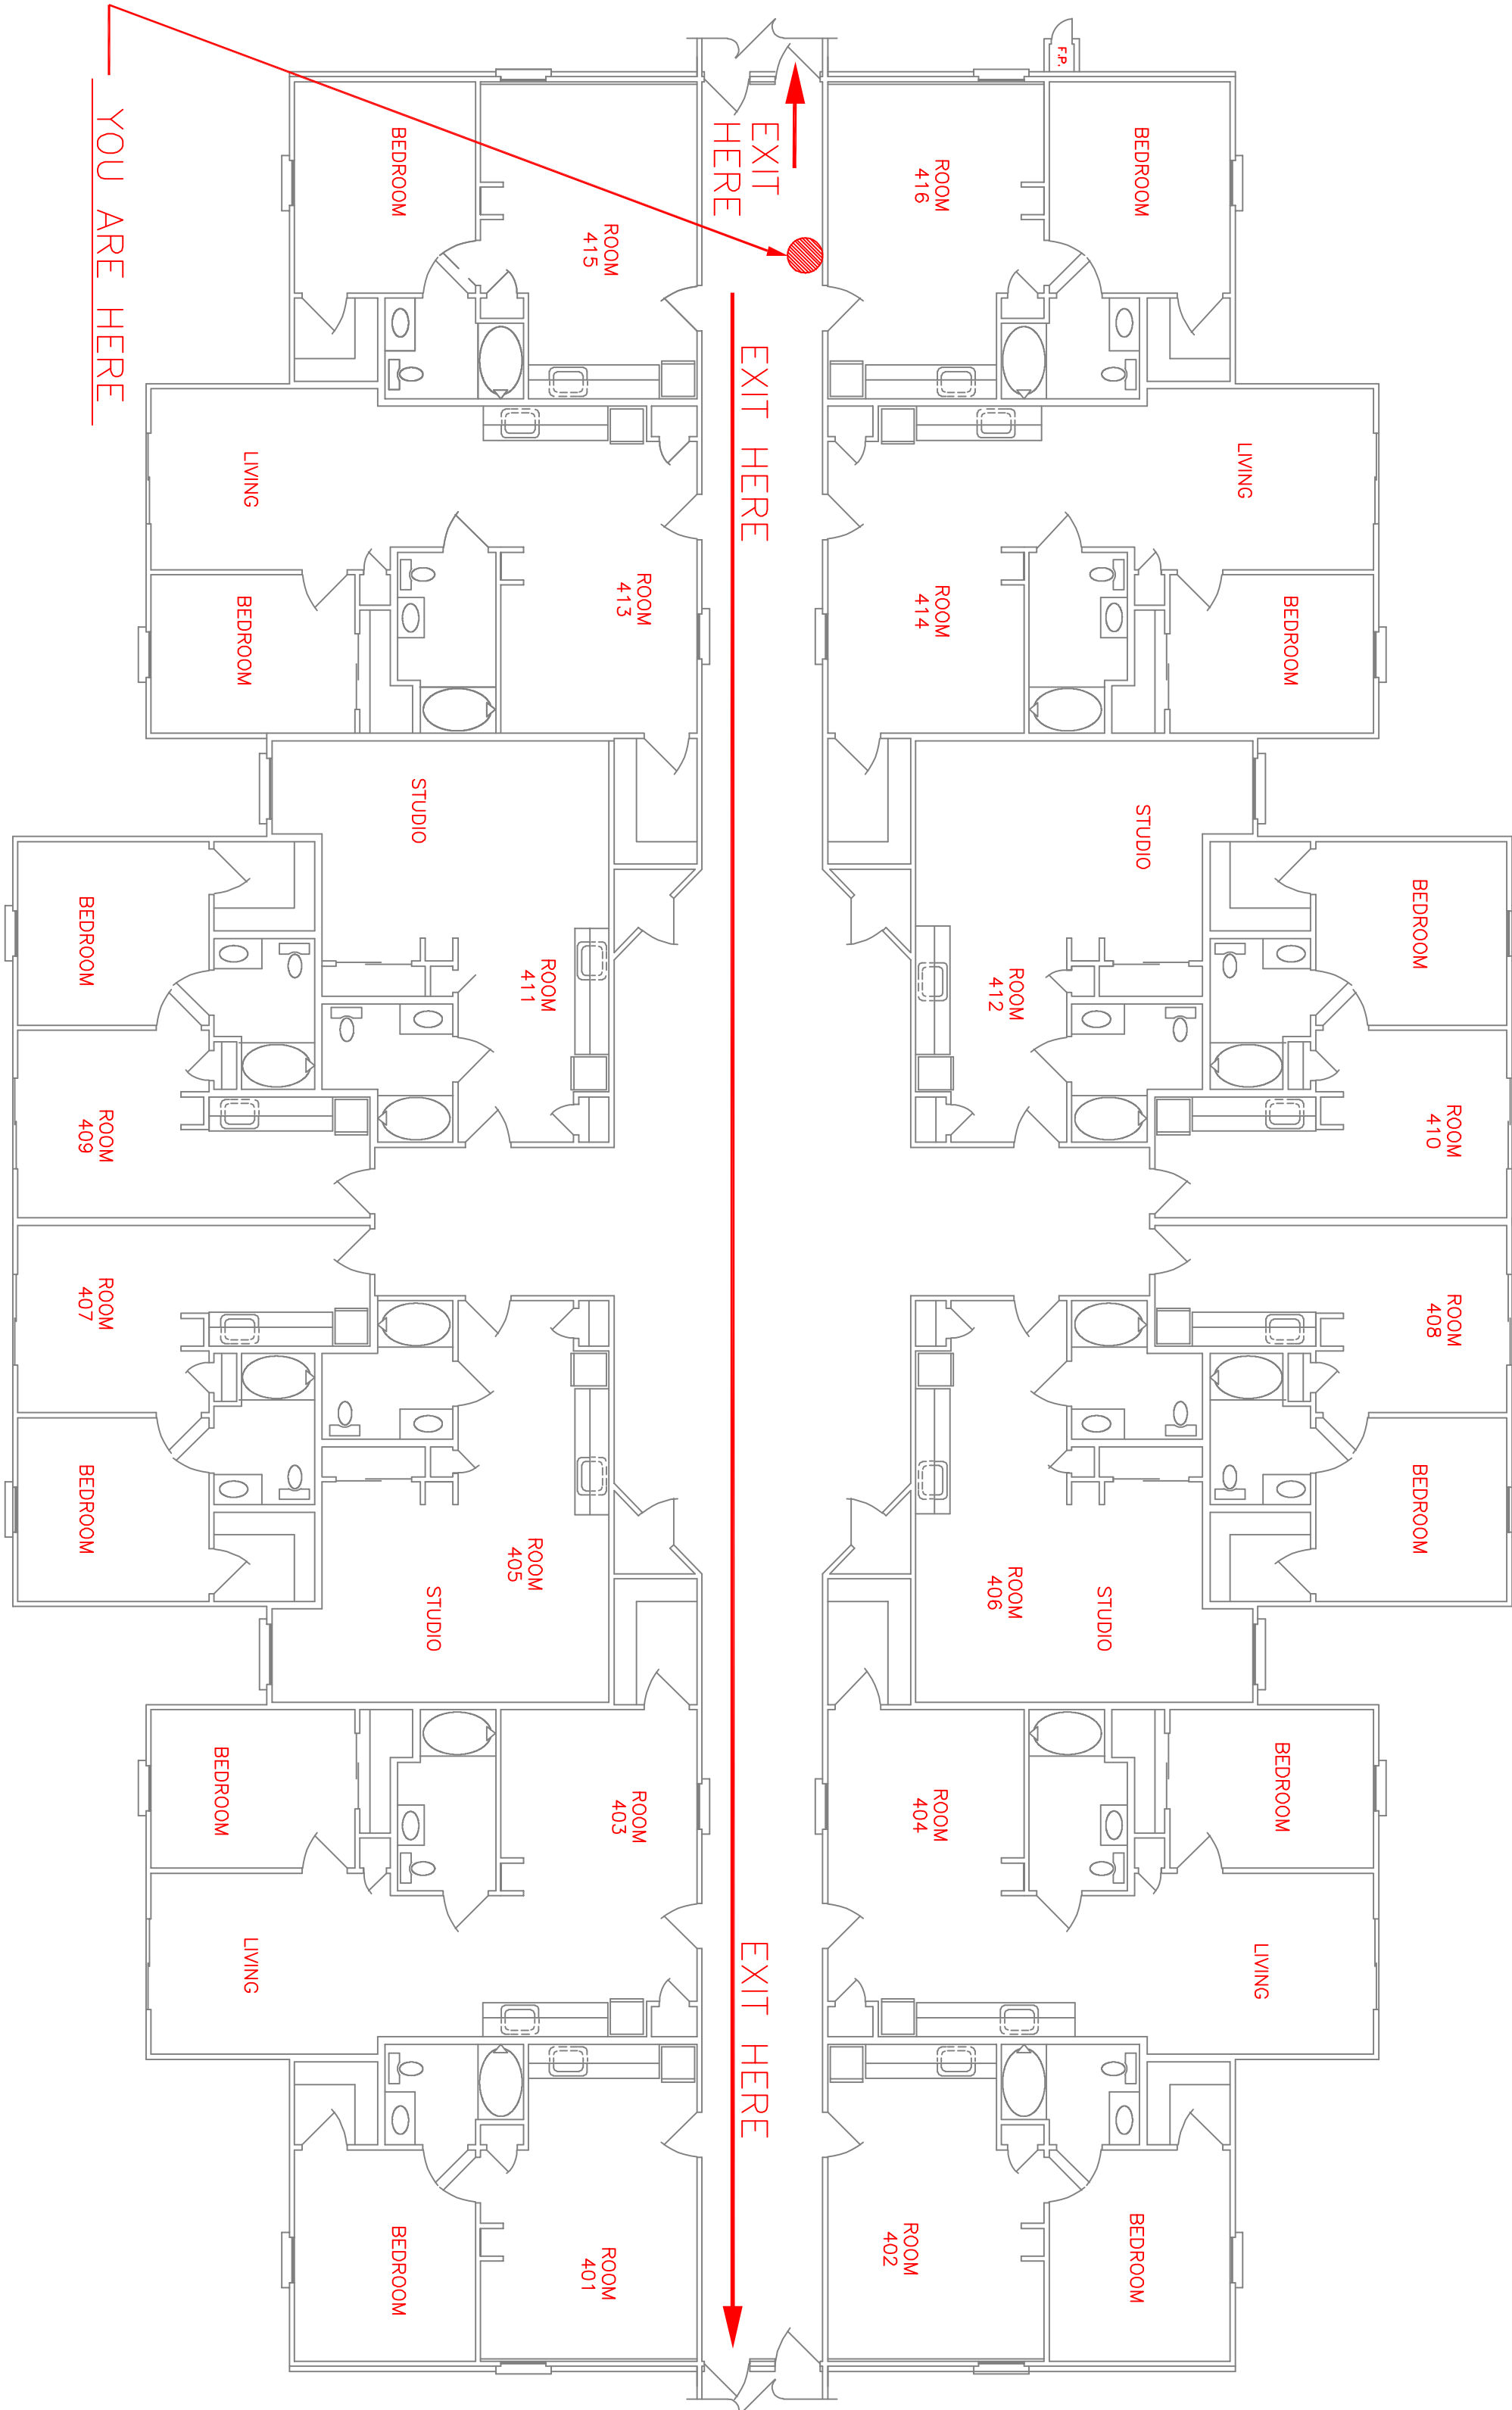 F.P.
YOU ARE HERE
EXIT
HERE
BEDROOM
ROOM
415
ROOM
416
BEDROOM
EXIT HERE
LIVING
ROOM
413
BEDROOM
LIVING
ROOM
414
BEDROOM
STUDIO
ROOM
411
STUDIO
ROOM
412
BEDROOM
ROOM
409
BEDROOM
ROOM
410
ROOM
407
BEDROOM
ROOM
408
BEDROOM
ROOM
405
STUDIO
ROOM
406
STUDIO
BEDROOM
ROOM
403
LIVING
ROOM
404
BEDROOM
LIVING
EXIT HERE
BEDROOM
ROOM
401
ROOM
402
BEDROOM